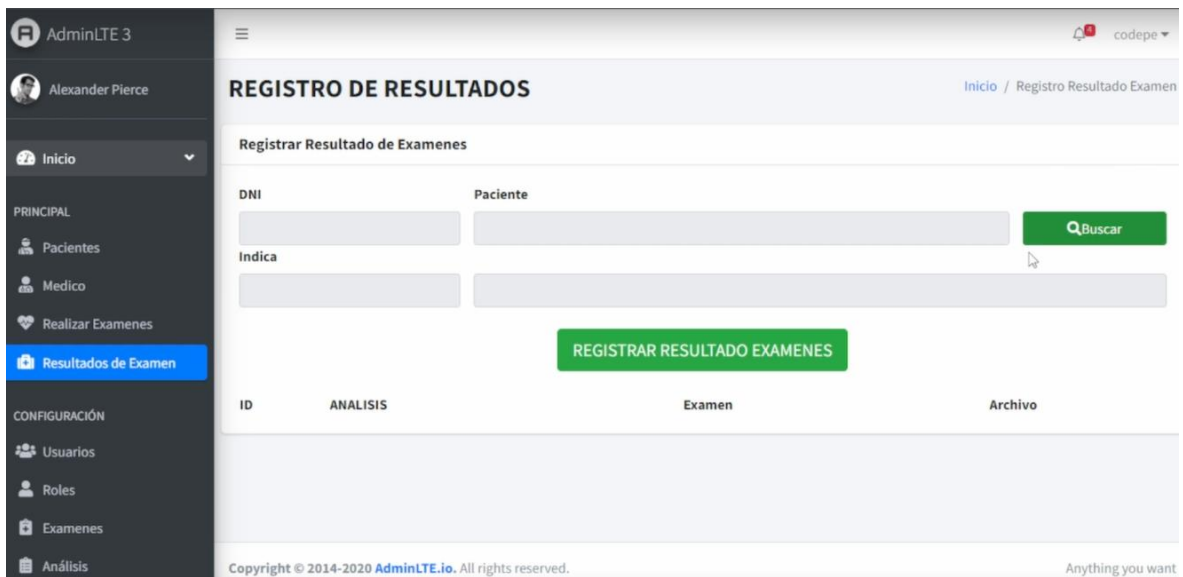 AdminLTE 3
4
codepe
Alexander Pierce
REGISTRO DE RESULTADOS
Inicio / Registro Resultado Examen
Inicio
Registrar Resultado de Examenes
DNI
Paciente
PRINCIPAL
Buscar
Pacientes
Indica
Medico
Realizar Examenes
REGISTRAR RESULTADO EXAMENES
Resultados de Examen
ID ANALISIS Examen Archivo
CONFIGURACIÓN
Usuarios
Roles
Examenes
Análisis
Copyright © 2014-2020 AdminLTE.io. All rights reserved.
Anything you want